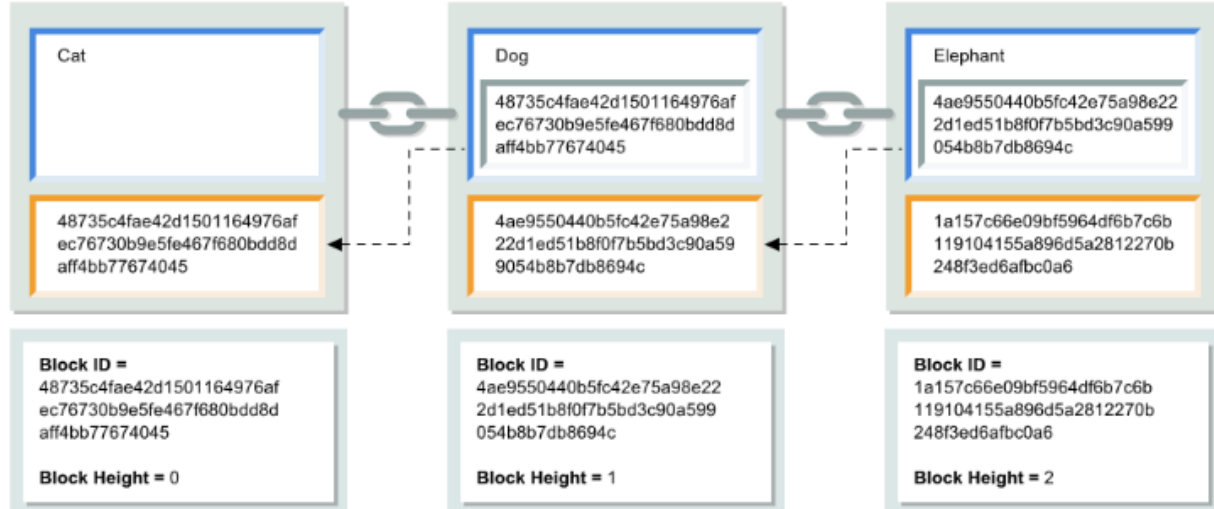 Cat
48735c4fae42d1501164976af
ec76730b9e5fe467f680bdd8d
aff4bb77674045
Dog
48735c4fae42d1501164976af
ec76730b9e5fe467f680bdd8d
aff4bb77674045
4ae9550440b5fc42e75a98e2
22d1ed51b8f0f7b5bd3c90a59
9054b8b7db8694c
Elephant
4ae9550440b5fc42e75a98e22
2d1ed51b8f0f7b5bd3c90a599
054b8b7db8694c
1a157c66e09bf5964df6b7c6b
119104155a896d5a2812270b
248f3ed6afbc0a6
Block ID =
48735c4fae42d1501164976af
ec76730b9e5fe467f680bdd8d
aff4bb77674045
Block Height = 0
Block ID =
4ae9550440b5fc42e75a98e22
2d1ed51b8f0f7b5bd3c90a599
054b8b7db8694c
Block Height = 1
Block ID =
1a157c66e09bf5964df6b7c6b
119104155a896d5a2812270b
248f3ed6afbc0a6
Block Height = 2